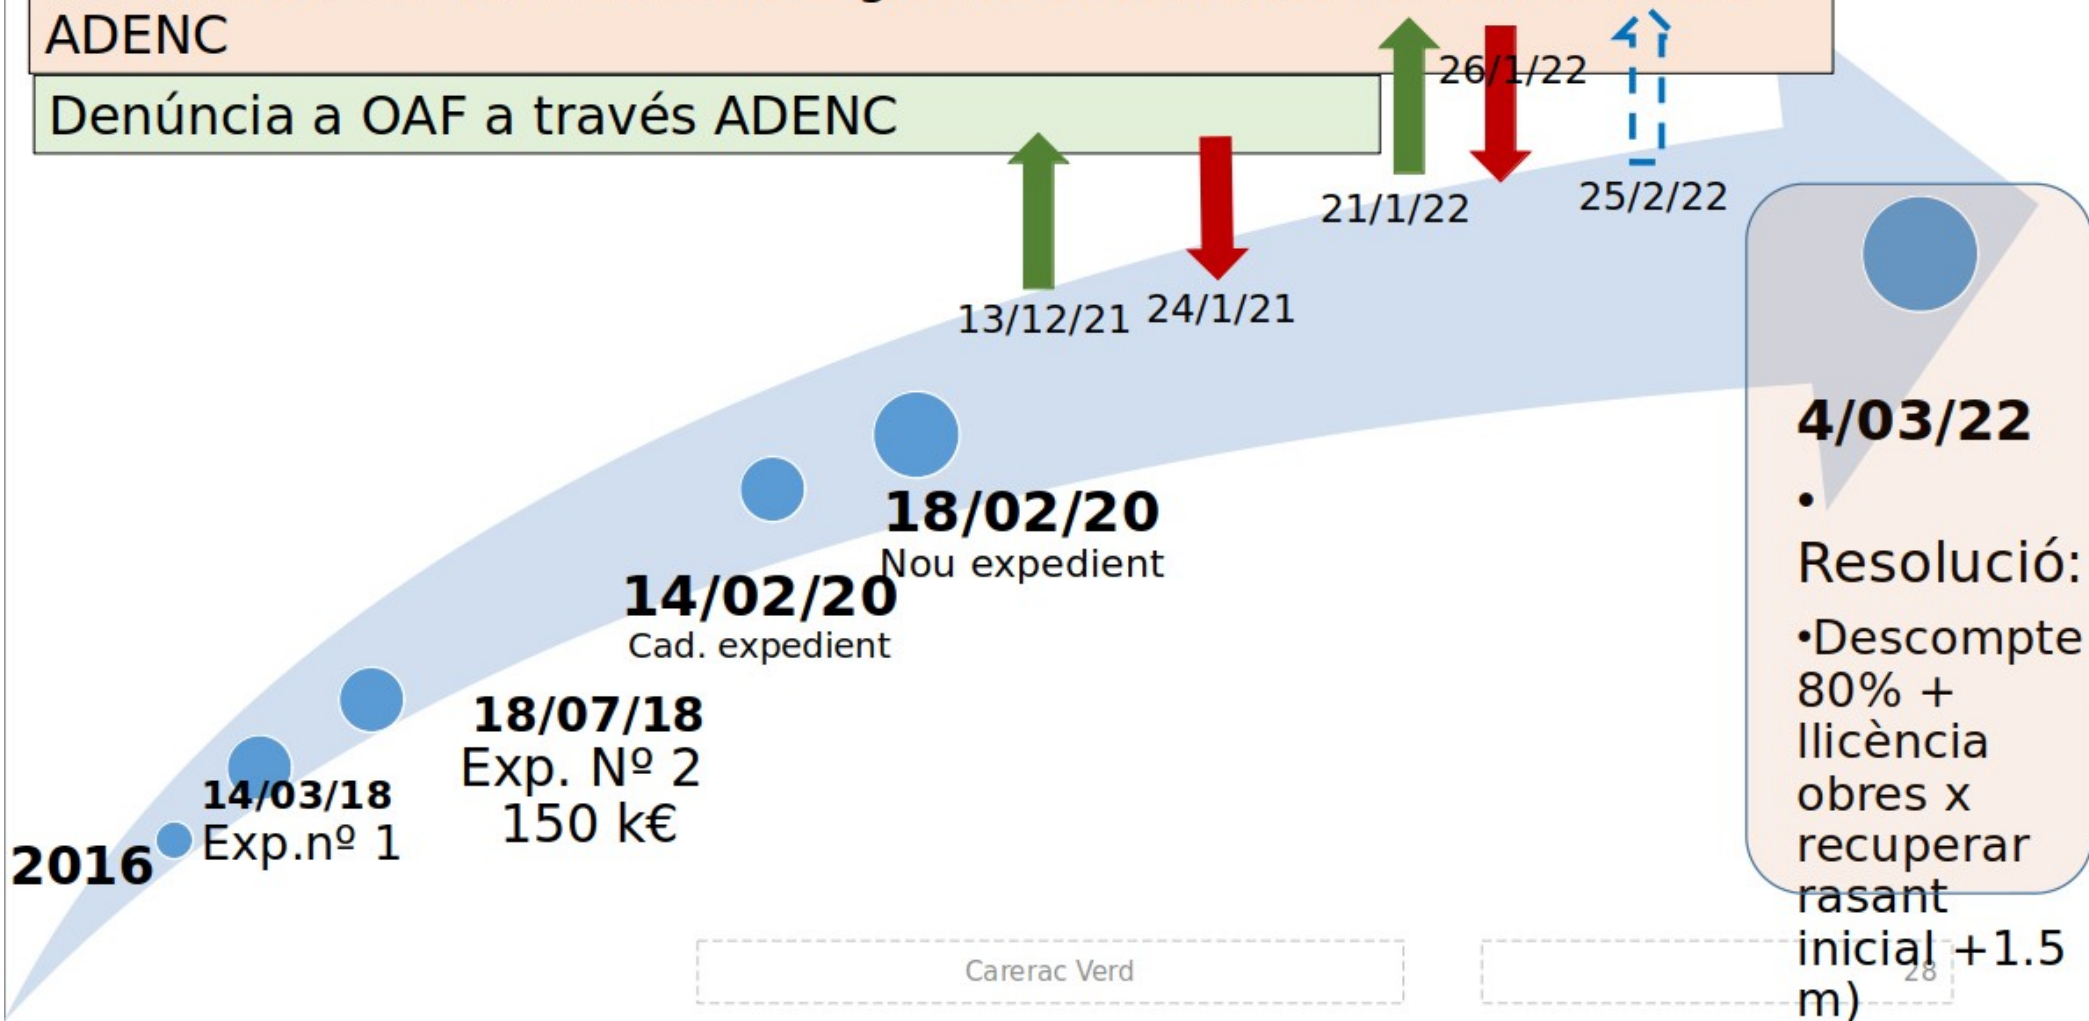 ADENC
Denúncia a OAF a través ADENC
26/1/22
21/1/22
25/2/22
13/12/21
24/1/21
4/03/22
•
Resolució:
•Descompte
80% +
llicència
obres x
recuperar
rasant
inicial +1.5
m)
18/02/20
Nou expedient
14/02/20
Cad. expedient
18/07/18
Exp. Nº 2
150 k€
14/03/18
Exp.nº 1
2016
Carerac Verd
28